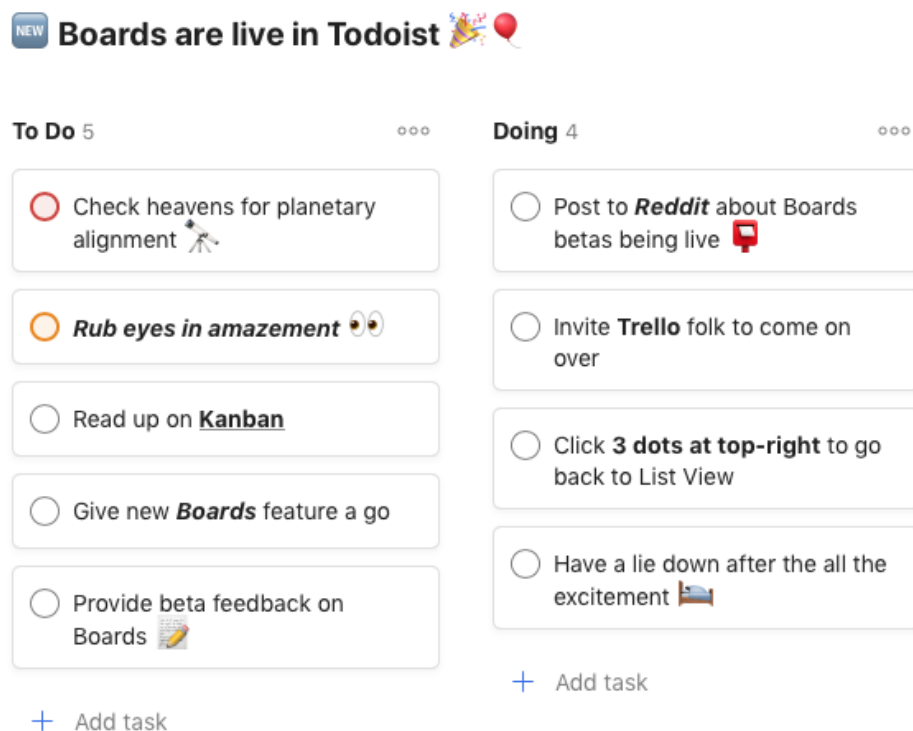 NEW Boards are live in Todoist 🎉🎈
To Do 5
Check heavens for planetary
alignment 🔭
Rub eyes in amazement 👀
Read up on Kanban
Give new Boards feature a go
Provide beta feedback on
Boards 📝
Add task
Doing 4
Post to Reddit about Boards
betas being live 📮
Invite Trello folk to come on
over
Click 3 dots at top-right to go
back to List View
Have a lie down after the all the
excitement 🛏️
Add task